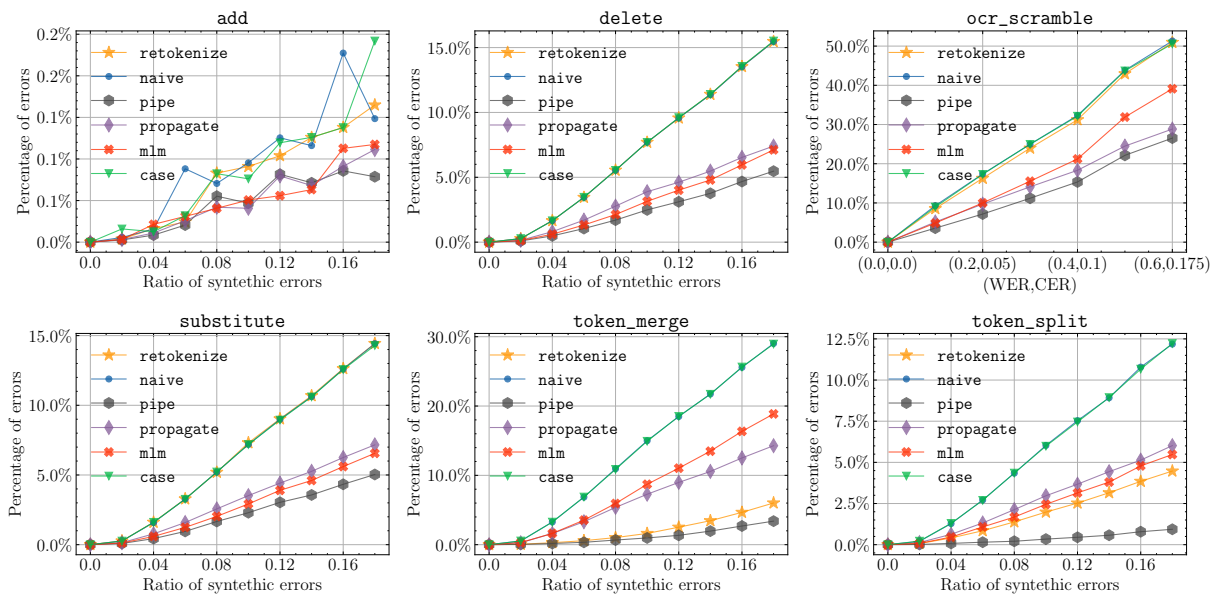 add
0.2%
0.2%
0.1%
0.1%
0.1%
0.0%
Percentage of errors
retokenize
naive
pipe
propagate
mlm
case
0.0 0.04 0.08 0.12 0.16
Ratio of syntethic errors
delete
15.0%
10.0%
5.0%
0.0%
Percentage of errors
retokenize
naive
pipe
propagate
mlm
case
0.0 0.04 0.08 0.12 0.16
Ratio of syntethic errors
ocr_scramble
50.0%
40.0%
30.0%
20.0%
10.0%
0.0%
Percentage of errors
retokenize
naive
pipe
propagate
mlm
case
(0.0,0.0) (0.2,0.05) (0.4,0.1) (0.6,0.175)
(WER,CER)
substitute
15.0%
10.0%
5.0%
0.0%
Percentage of errors
retokenize
naive
pipe
propagate
mlm
case
0.0 0.04 0.08 0.12 0.16
Ratio of syntethic errors
token_merge
30.0%
20.0%
10.0%
0.0%
Percentage of errors
retokenize
naive
pipe
propagate
mlm
case
0.0 0.04 0.08 0.12 0.16
Ratio of syntethic errors
token_split
12.5%
10.0%
7.5%
5.0%
2.5%
0.0%
Percentage of errors
retokenize
naive
pipe
propagate
mlm
case
0.0 0.04 0.08 0.12 0.16
Ratio of syntethic errors